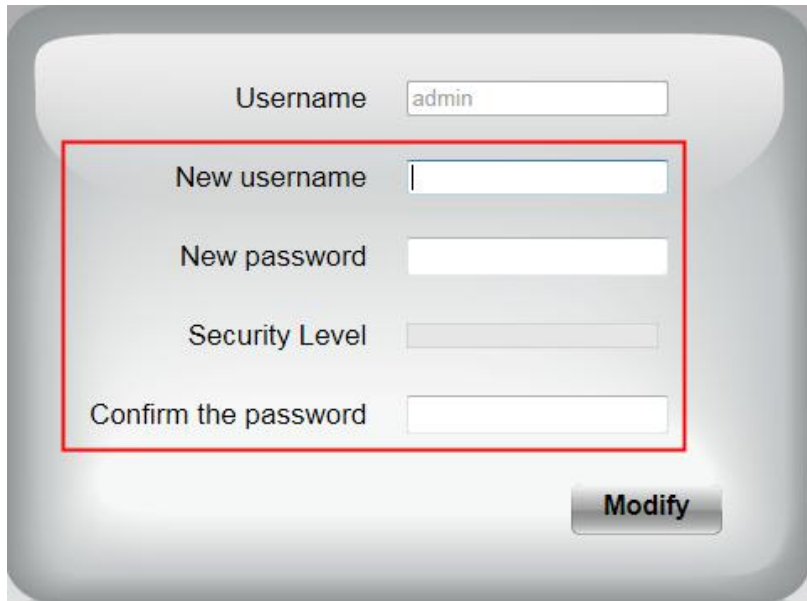 Username admin
New username
New password
Security Level
Confirm the password
Modify